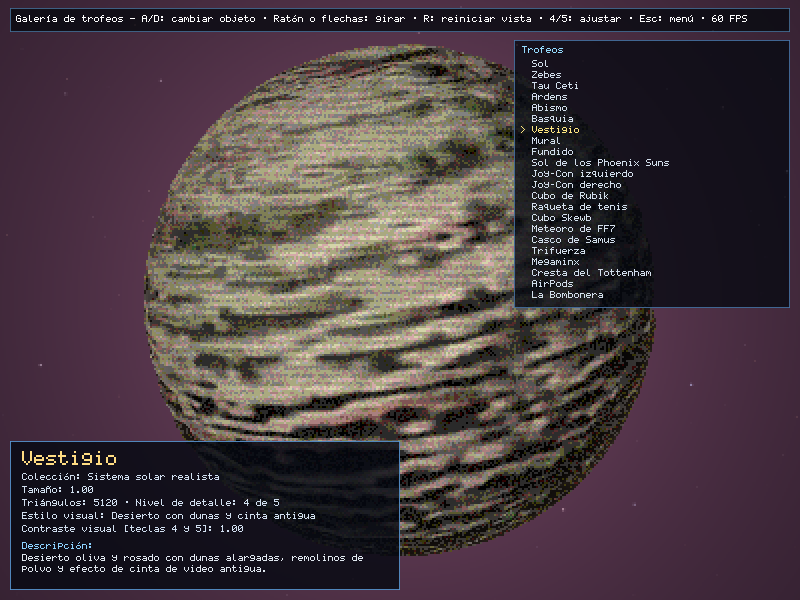 Galería de trofeos - A/D: cambiar objeto • Ratón o flechas: girar • R: reiniciar vista • 4/5: ajustar • Esc: menú • 60 FPS
Trofeos
Sol
Zebes
Tau Ceti
Ardens
Abismo
Basquia
> Vestigio
Mural
Fundido
Sol de los Phoenix Suns
Joy-Con izquierdo
Joy-Con derecho
Cubo de Rubik
Raqueta de tenis
Cubo Skewb
Meteoro de FF7
Casco de Samus
Trifuerza
Megaminx
Cresta del Tottenham
AirPods
La Bombonera
Vestigio
Colección: Sistema solar realista
Tamaño: 1.00
Triángulos: 5120 • Nivel de detalle: 4 de 5
Estilo visual: Desierto con dunas y cinta antigua
Contraste visual [teclas 4 y 5]: 1.00
Descripción:
Desierto oliva y rosado con dunas alargadas, remolinos de
polvo y efecto de cinta de video antigua.